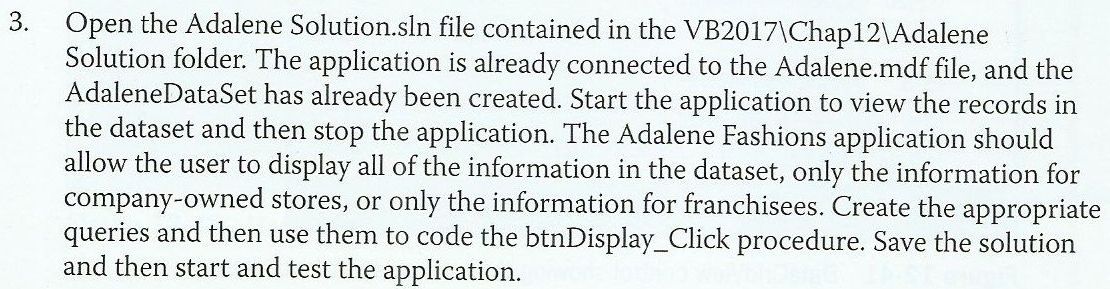 3. Open the Adalene Solution.sln file contained in the VB2017\Chap12\Adalene
Solution folder. The application is already connected to the Adalene.mdf file, and the
AdaleneDataSet has already been created. Start the application to view the records in
the dataset and then stop the application. The Adalene Fashions application should
allow the user to display all of the information in the dataset, only the information for
company-owned stores, or only the information for franchisees. Create the appropriate
queries and then use them to code the btnDisplay_Click procedure. Save the solution
and then start and test the application.